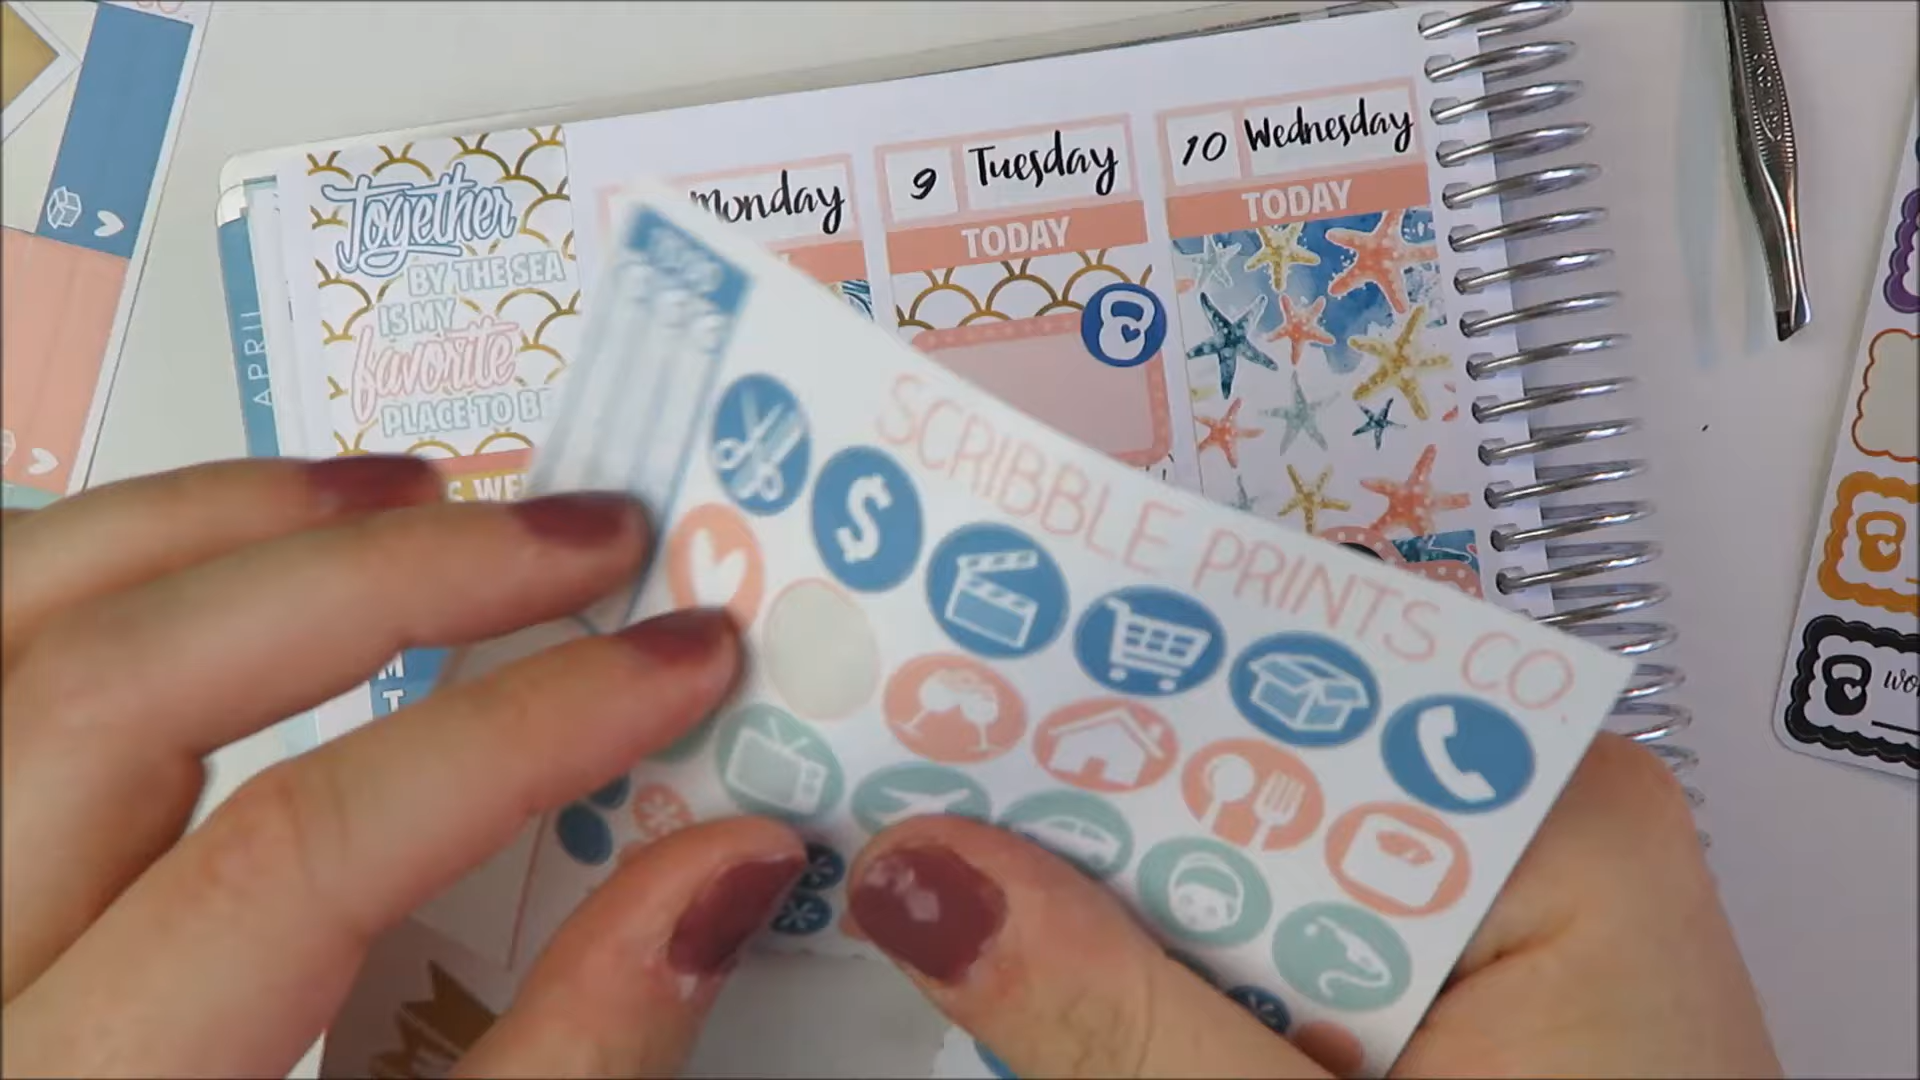 Together
BY THE SEA
IS MY
favorite
PLACE TO BE
Monday
9 Tuesday
TODAY
10 Wednesday
TODAY
APRIL
M
T
SCRIBBLE PRINTS CO.